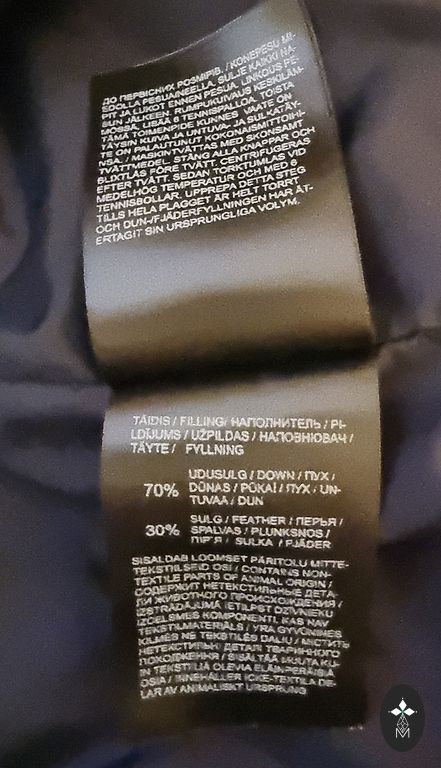 ДО ПЕРВІСНИХ РОЗМІРІВ. / KONEPESU MI-
EDOLLA PESUAINEELLA. SULJE KAIKKI NA-
PIT JA LUKOT ENNEN PESUA. LINKOUS PE-
SUN JÄLKEEN. RUMPUKUIVAUS KESKILÄM-
MÖSSÄ, LISÄÄ 6 TENNISPALLOA. TOISTA
TÄMÄ TOIMENPIDE KUNNES VAATE ON
TÄYSIN KUIVA JA UNTUVA- JA SULKATÄY-
TE ON PALAUTUNUT KOKONAISMITTOIHI-
NSA. / MASKINTVÄTTAS MED SKONSAMT
TVÄTTMEDEL. STÄNG ALLA KNAPPAR OCH
BLIXTLÅS FÖRE TVÄTT. CENTRIFUGERAS
EFTER TVÄTT, SEDAN TORKTUMLAS VID
MEDELHÖG TEMPERATUR OCH MED 6
TENNISBOLLAR. UPPREPA DETTA STEG
TILLS HELA PLAGGET ÄR HELT TORRT
OCH DUN-/FJÄDERFYLLNINGEN HAR ÅT-
ERTAGIT SIN URSPRUNGLIGA VOLYM.
TÄIDIS / FILLING/ НАПОЛНИТЕЛЬ / PI-
LDĪJUMS / UŽPILDAS / НАПОВНЮВАЧ /
TÄYTE / FYLLNING
70% UDUSULG / DOWN / ПУХ /
DŪNAS / PŪKAI / ПУХ / UN-
TUVAA / DUN
30% SULG / FEATHER / ПЕРЬЯ /
SPALVAS / PLUNKSNOS /
ПІР'Я / SULKA / FJÄDER
SISALDAB LOOMSET PÄRITOLU MITTE-
TEKSTIILSEID OSI / CONTAINS NON-
TEXTILE PARTS OF ANIMAL ORIGIN /
СОДЕРЖИТ НЕТЕКСТИЛЬНЫЕ ДЕТА-
ЛИ ЖИВОТНОГО ПРОИСХОЖДЕНИЯ /
IZSTRĀDĀJUMĀ IETILPST DZĪVNIEKU
IZCELSMES KOMPONENTI, KAS NAV
TEKSTILMATERIĀLS / YRA GYVŪNINĖS
KILMĖS NE TEKSTILĖS DALIŲ / МІСТИТЬ
НЕТЕКСТИЛЬНІ ДЕТАЛІ ТВАРИННОГО
ПОХОДЖЕННЯ / SISÄLTÄÄ MUUTA KU-
IN TEKSTIILIÄ OLEVIA ELÄINPERÄISIÄ
OSIA / INNEHÅLLER ICKE-TEXTILA DE-
LAR AV ANIMALISKT URSPRUNG
M